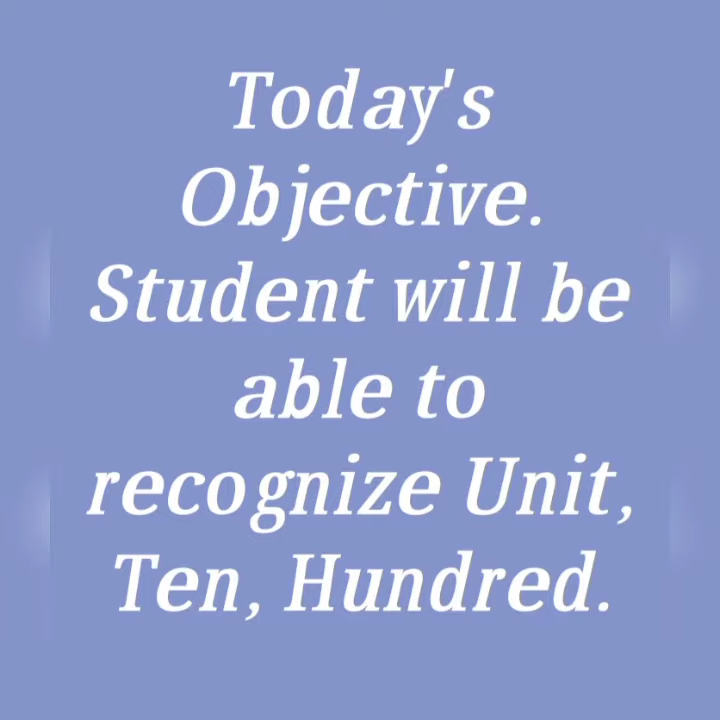 Today's
Objective.
Student will be
able to
recognize Unit,
Ten, Hundred.